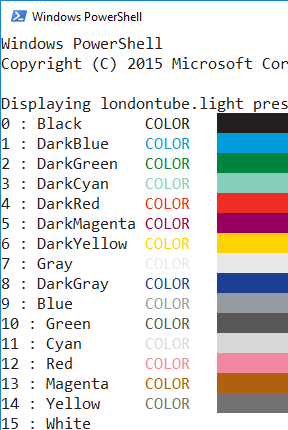 Windows PowerShell
Windows PowerShell
Copyright (C) 2015 Microsoft Cor
Displaying londontube.light pres
0 : Black COLOR
1 : DarkBlue COLOR
2 : DarkGreen COLOR
3 : DarkCyan COLOR
4 : DarkRed COLOR
5 : DarkMagenta COLOR
6 : DarkYellow COLOR
7 : Gray COLOR
8 : DarkGray COLOR
9 : Blue COLOR
10 : Green COLOR
11 : Cyan COLOR
12 : Red COLOR
13 : Magenta COLOR
14 : Yellow COLOR
15 : White